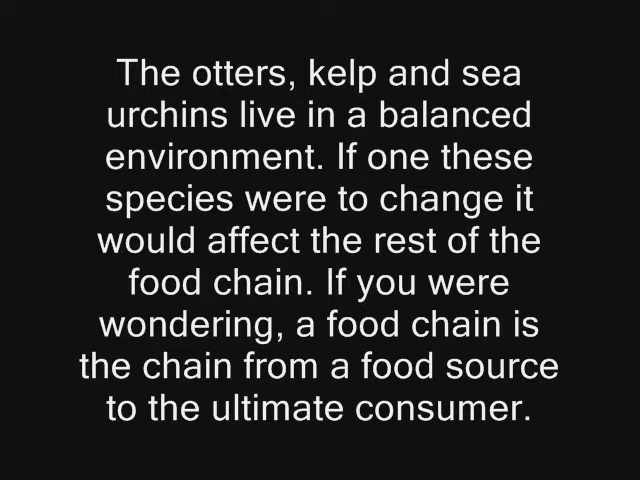 The otters, kelp and sea
urchins live in a balanced
environment. If one these
species were to change it
would affect the rest of the
food chain. If you were
wondering, a food chain is
the chain from a food source
to the ultimate consumer.